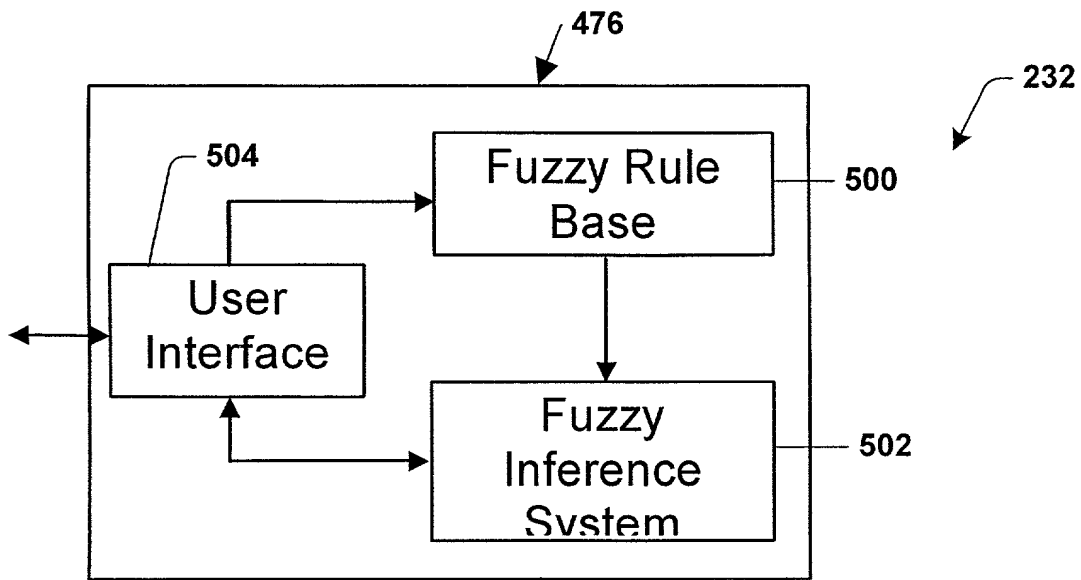 476
232
504
Fuzzy Rule
Base
500
User
Interface
Fuzzy
Inference
System
502